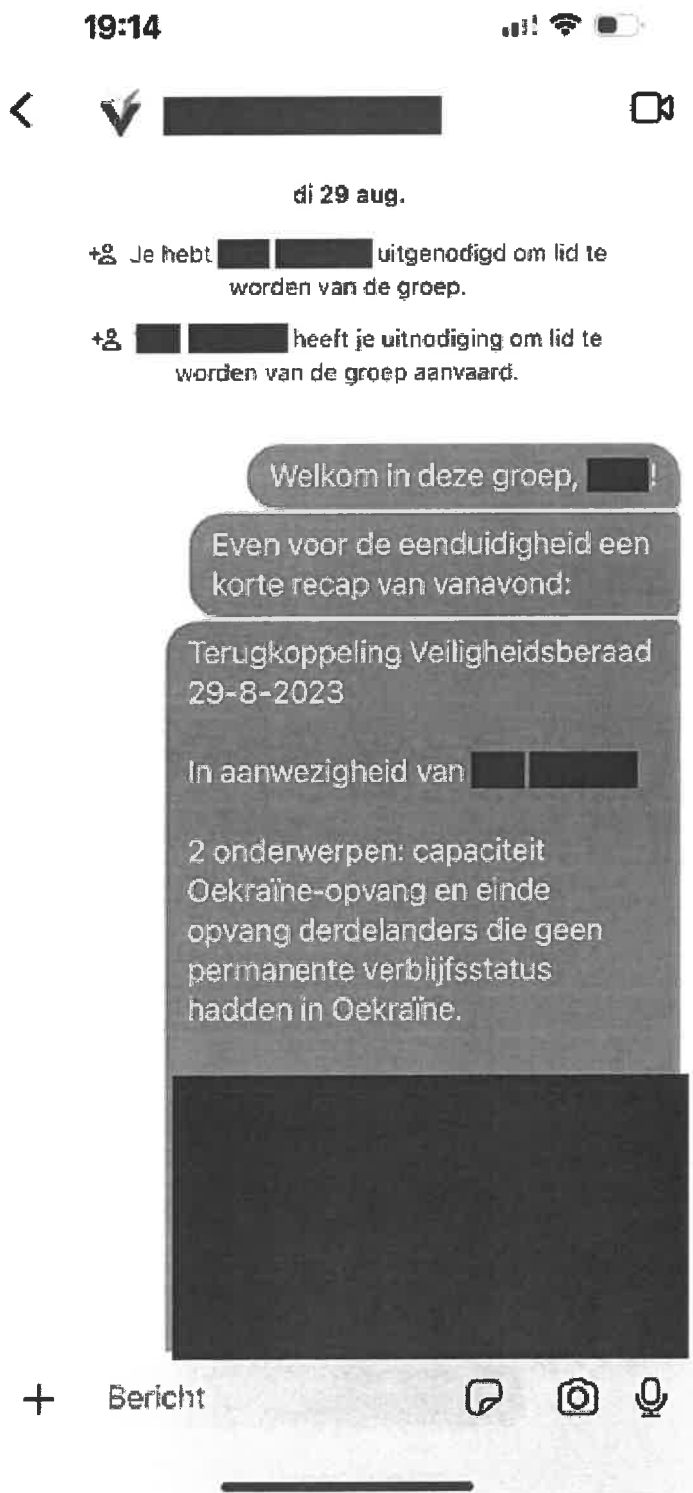 19:14
di 29 aug.
Je hebt uitgenodigd om lid te
worden van de groep.
heeft je uitnodiging om lid te
worden van de groep aanvaard.
Welkom in deze groep, !
Even voor de eenduidigheid een
korte recap van vanavond:
Terugkoppeling Veiligheidsberaad
29-8-2023
In aanwezigheid van
2 onderwerpen: capaciteit
Oekraïne-opvang en einde
opvang derdelanders die geen
permanente verblijfsstatus
hadden in Oekraïne.
Bericht